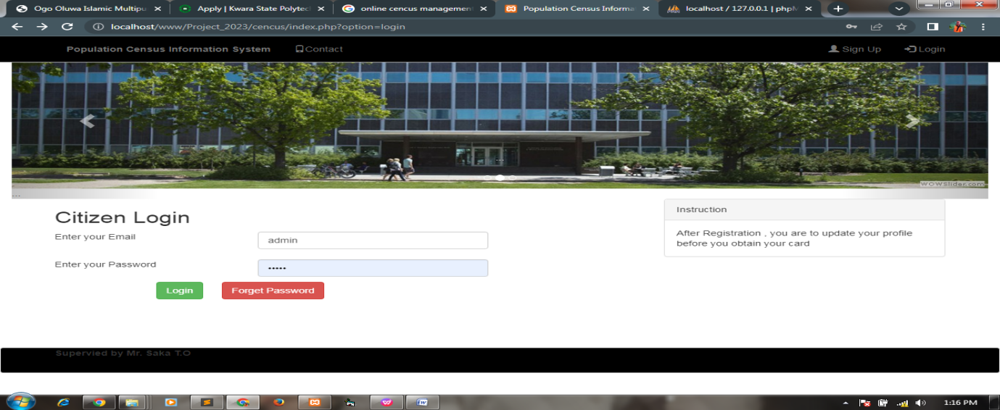 Ogo Oluwa Islamic Multipu
Apply | Kwara State Polytec
online cencus management
Population Census Informa
localhost / 127.0.0.1 | phpM
localhost/www/Project_2023/cencus/index.php?option=login
Population Census Information System
Contact
Sign Up
Login
WOWSlider.com
...
Citizen Login
Enter your Email
admin
Enter your Password
Login
Forget Password
Instruction
After Registration , you are to update your profile
before you obtain your card
Supervied by Mr. Saka T.O
1:16 PM